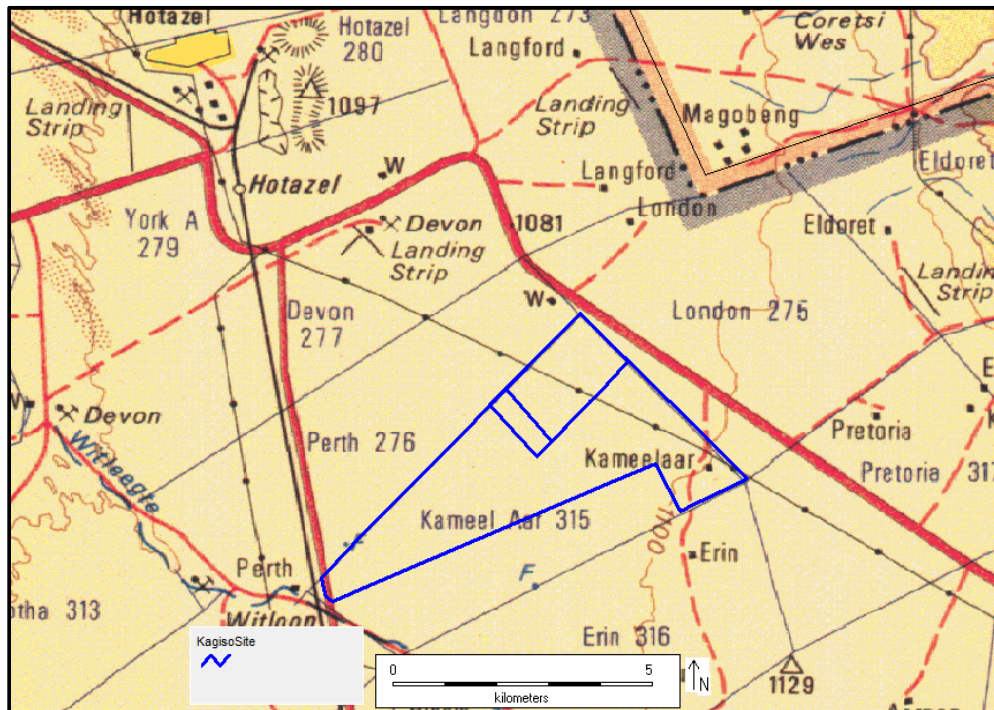 Hotazel
Hotazel
280
Langdon 273
Langford
Coretsi
Wes
1097
Landing
Strip
Landing
Strip
Magobeng
W
Hotazel
Langford
Eldoret
London
York A
279
Devon
1081
Eldoret
Landing
Strip
Landing
Strip
W
Devon
277
London 275
Devon
Perth 276
Pretoria
Kameelaar
Pretoria 317
Witleegte
Kameel Aar 315
1100
Erin
Perth
F
otha 313
Witloop
Erin 316
KagisoSite
0
5
kilometers
N
1129